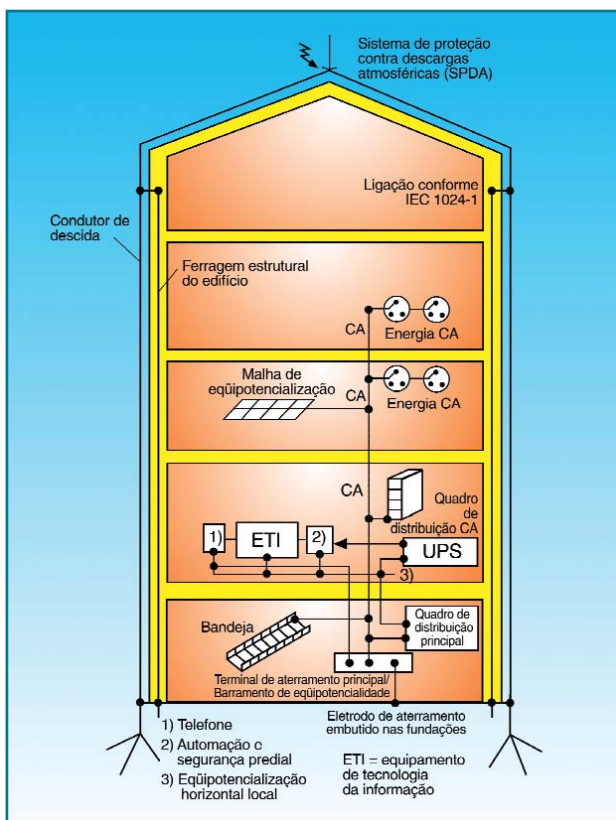 Sistema de proteção
contra descargas
atmosféricas (SPDA)
Ligação conforme
IEC 1024-1
Condutor de
descida
Ferragem estrutural
do edifício
CA
Energia CA
Malha de
eqüipotencialização
CA
Energia CA
CA
Quadro
de
distribuição CA
1)
ETI
2)
UPS
3)
Bandeja
Quadro de
distribuição
principal
Terminal de aterramento principal/
Barramento de eqüipotencialidade
Eletrodo de aterramento
embutido nas fundações
1) Telefone
2) Automação e
segurança predial
3) Eqüipotencialização
horizontal local
ETI = equipamento
de tecnologia
da informação